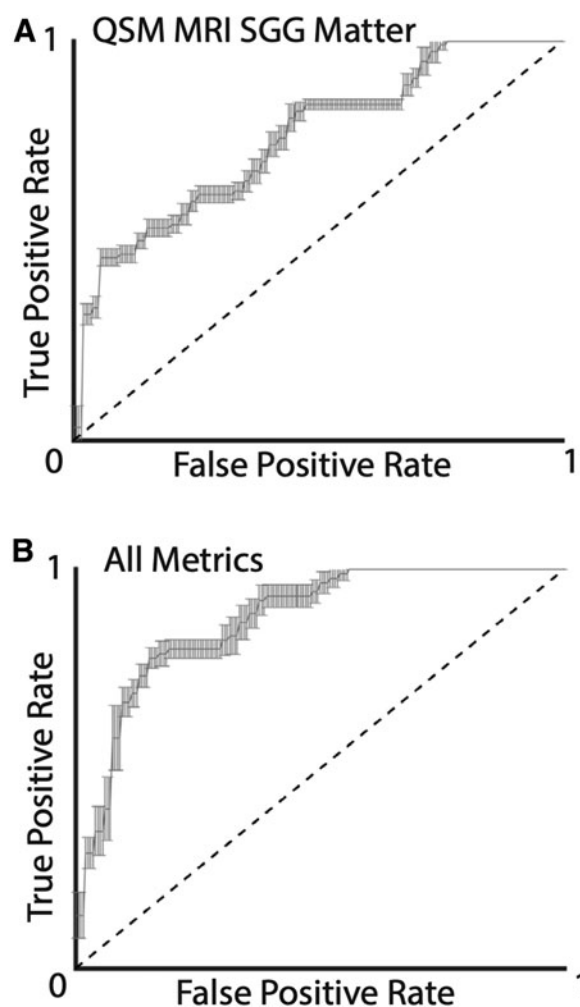 A QSM MRI SGG Matter
1
True Positive Rate
0
False Positive Rate
1
B All Metrics
1
True Positive Rate
0
False Positive Rate